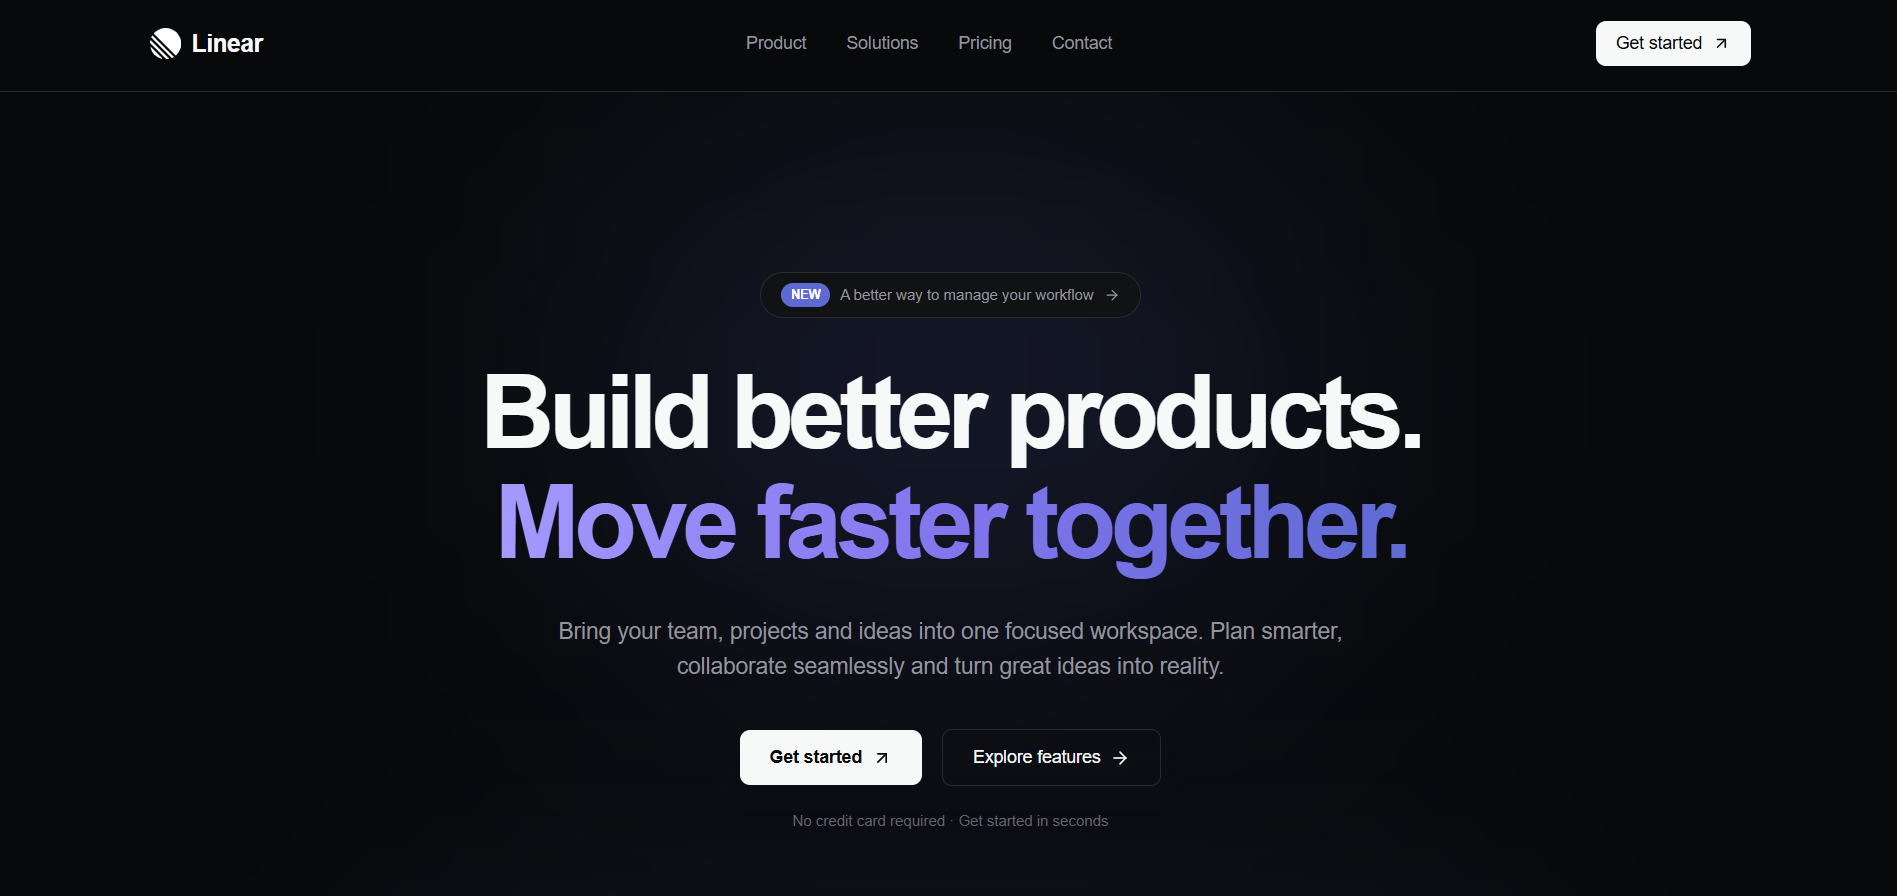 Linear
Product
Solutions
Pricing
Contact
Get started
NEW A better way to manage your workflow
Build better products.
Move faster together.
Bring your team, projects and ideas into one focused workspace. Plan smarter,
collaborate seamlessly and turn great ideas into reality.
Get started
Explore features
No credit card required · Get started in seconds